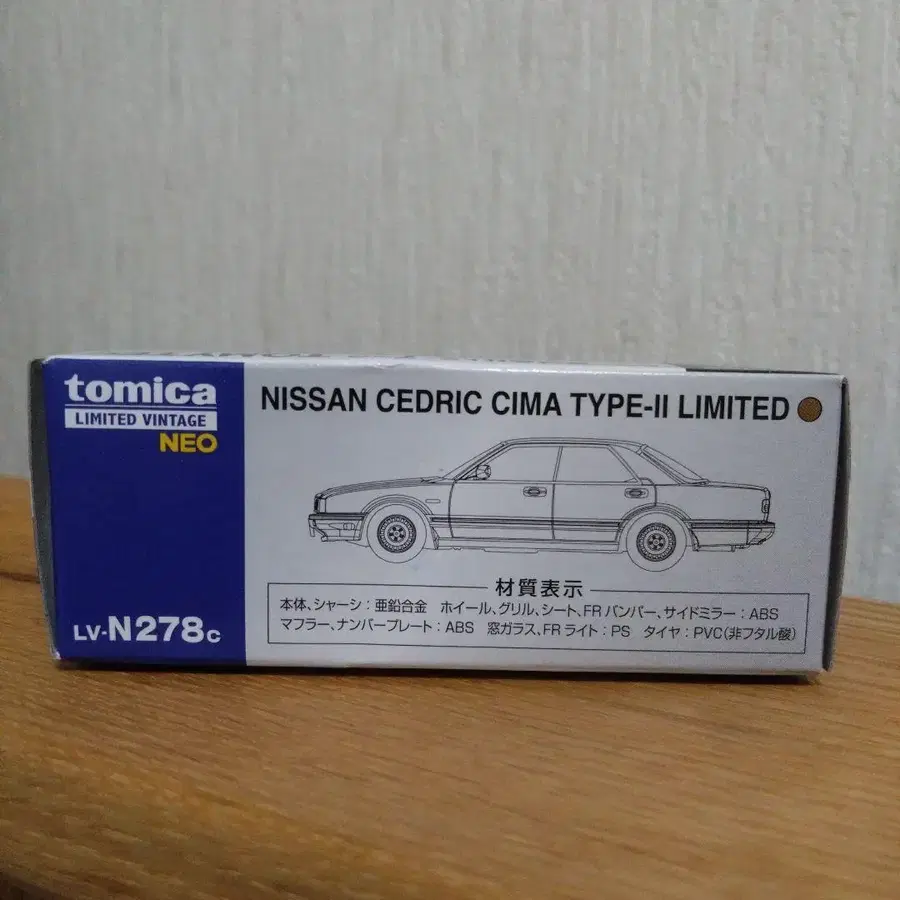 tomica
LIMITED VINTAGE
NEO
NISSAN CEDRIC CIMA TYPE-II LIMITED
材質表示
本体、シャーシ：亜鉛合金 ホイール、グリル、シート、FRバンパー、サイドミラー：ABS
マフラー、ナンバープレート：ABS 窓ガラス、FRライト：PS タイヤ：PVC（非フタル酸）
LV-N278c